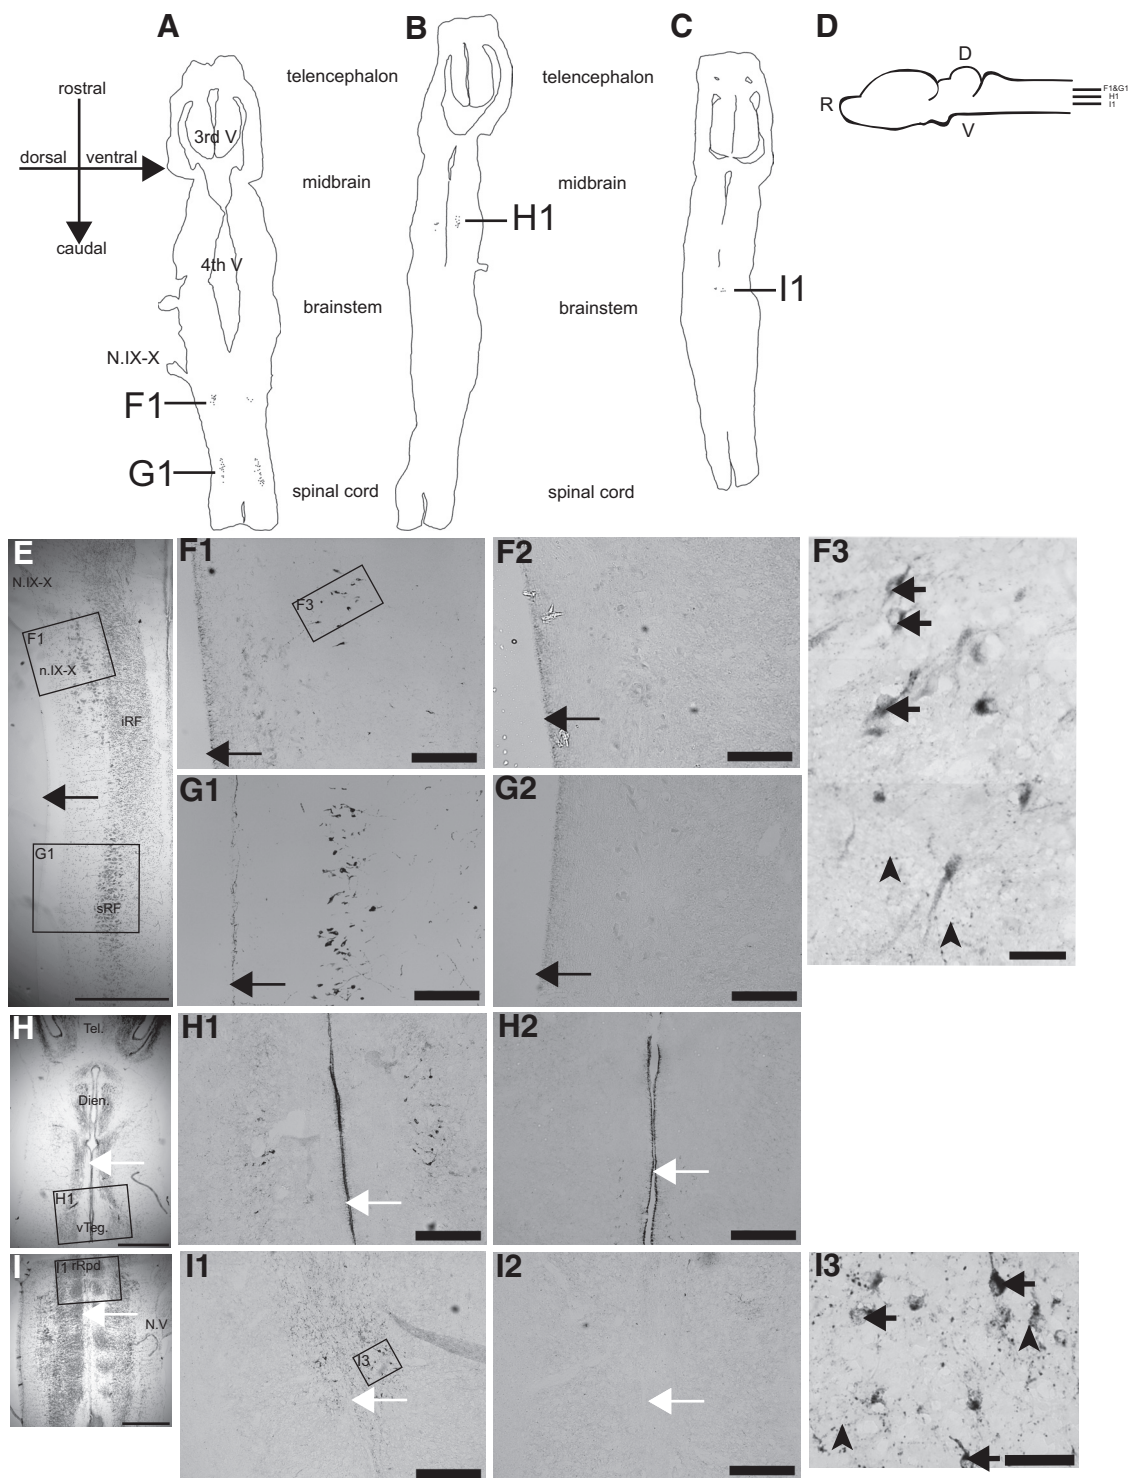 A
B
C
D
telencephalon
telencephalon
rostral
dorsal
ventral
caudal
3rd V
midbrain
midbrain
H1
4th V
I1
brainstem
brainstem
N.IX-X
F1
G1
spinal cord
spinal cord
D
R
V
F1&G1
H1
I1
E
N.IX-X
F1
n.IX-X
iRF
G1
sRF
F1
F3
F2
F3
G1
G2
H
Tel.
Dien.
H1
vTeg.
H1
H2
I
I1 rRpd
N.V
I1
I3
I2
I3